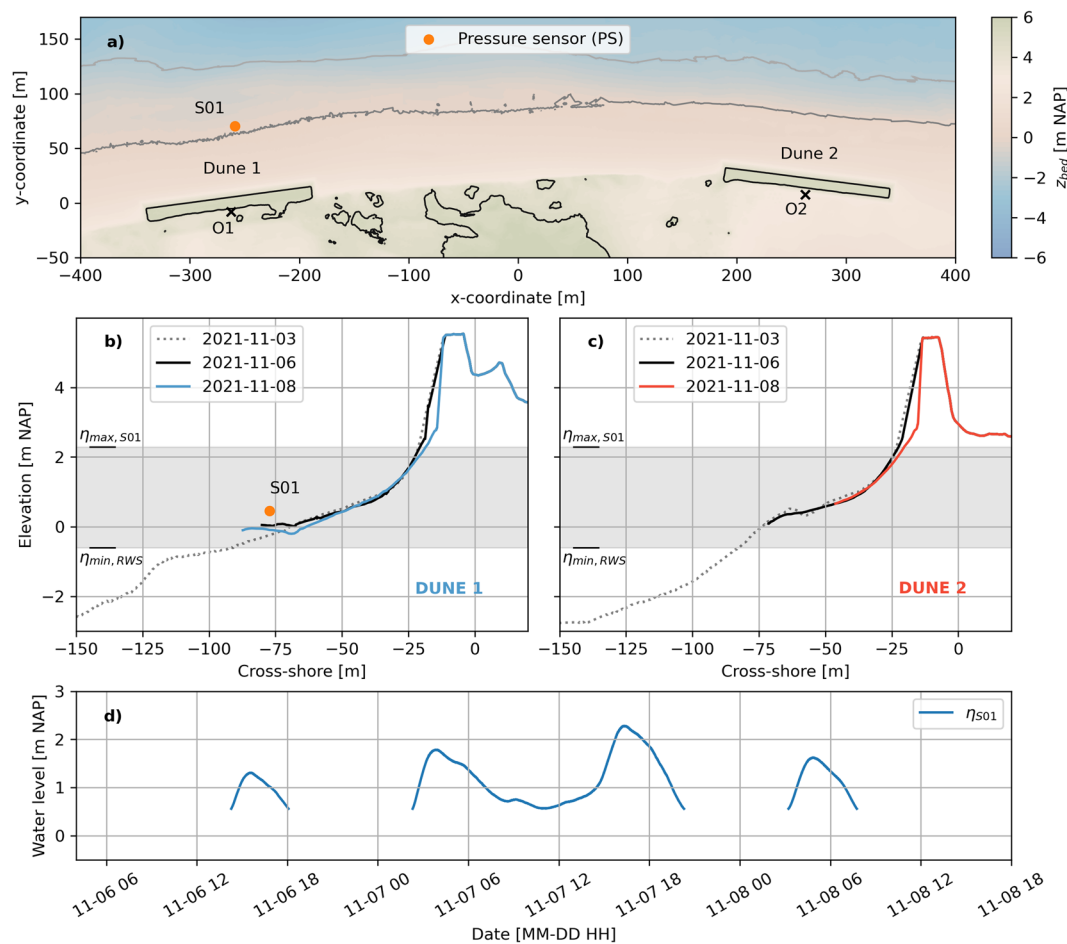 a)
Pressure sensor (PS)
S01
Dune 1
Dune 2
O1
O2
y-coordinate [m]
150
100
50
0
−50
−400
−300
−200
−100
0
100
200
300
400
x-coordinate [m]
6
4
2
0
−2
−4
−6
z_bed [m NAP]
b)
2021-11-03
2021-11-06
2021-11-08
η_max, S01
S01
η_min, RWS
DUNE 1
Elevation [m NAP]
4
2
0
−2
−150
−125
−100
−75
−50
−25
0
Cross-shore [m]
c)
2021-11-03
2021-11-06
2021-11-08
η_max, S01
η_min, RWS
DUNE 2
−150
−125
−100
−75
−50
−25
0
Cross-shore [m]
d)
η_S01
Water level [m NAP]
3
2
1
0
11-06 06
11-06 12
11-06 18
11-07 00
11-07 06
11-07 12
11-07 18
11-08 00
11-08 06
11-08 12
11-08 18
Date [MM-DD HH]